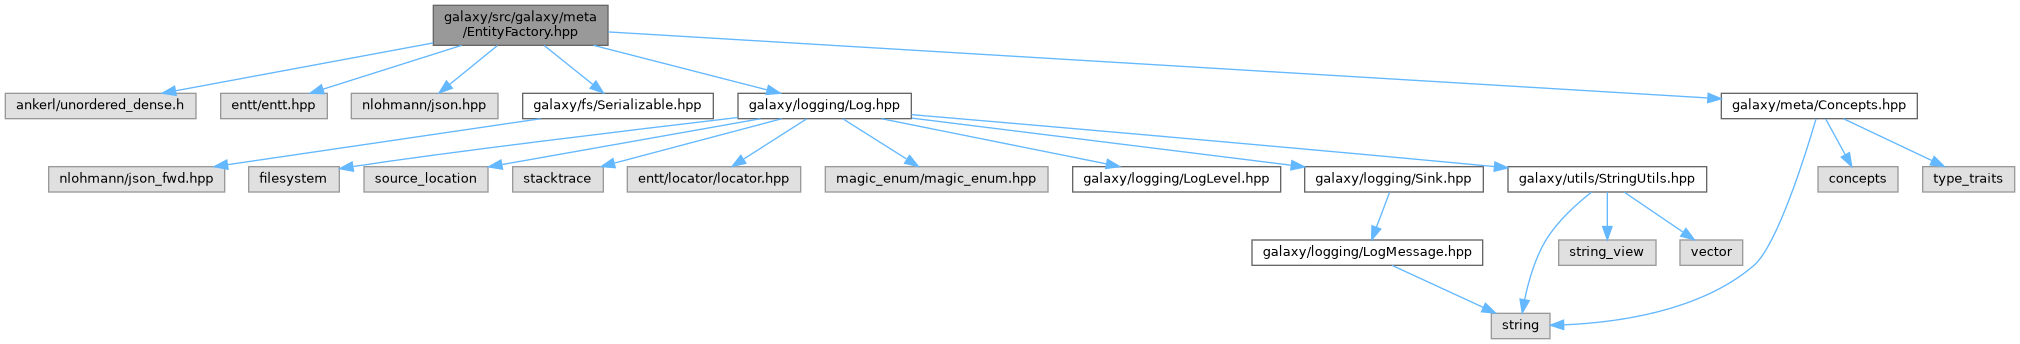 galaxy/src/galaxy/meta
/EntityFactory.hpp
ankerl/unordered_dense.h
entt/entt.hpp
nlohmann/json.hpp
galaxy/fs/Serializable.hpp
galaxy/logging/Log.hpp
galaxy/meta/Concepts.hpp
nlohmann/json_fwd.hpp
filesystem
source_location
stacktrace
entt/locator/locator.hpp
magic_enum/magic_enum.hpp
galaxy/logging/LogLevel.hpp
galaxy/logging/Sink.hpp
galaxy/utils/StringUtils.hpp
concepts
type_traits
galaxy/logging/LogMessage.hpp
string_view
vector
string